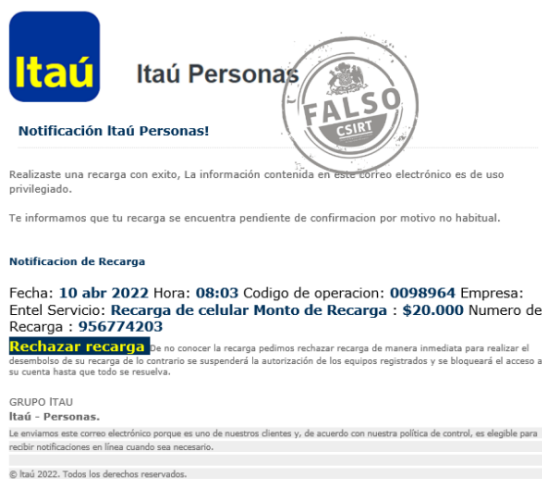 Itaú
Itaú Personas
FALSO
CSIRT
Notificación ltaú Personas!
Realizaste una recarga con exito, La información contenida en este correo electrónico es de uso
privilegiado.
Te informamos que tu recarga se encuentra pendiente de confirmacion por motivo no habitual.
Notificacion de Recarga
Fecha: 10 abr 2022 Hora: 08:03 Codigo de operacion: 0098964 Empresa:
Entel Servicio: Recarga de celular Monto de Recarga : $20.000 Numero de
Recarga : 956774203
Rechazar recarga De no conocer la recarga pedimos rechazar recarga de manera inmediata para realizar el
desembolso de su recarga de lo contrario se suspenderá la autorización de los equipos registrados y se bloqueará el acceso a
su cuenta hasta que todo se resuelva.
GRUPO ITAU
ltaú - Personas.
Le enviamos este correo electrónico porque es uno de nuestros clientes y, de acuerdo con nuestra política de control, es elegible para
recibir notificaciones en línea cuando sea necesario.
© ltaú 2022. Todos los derechos reservados.